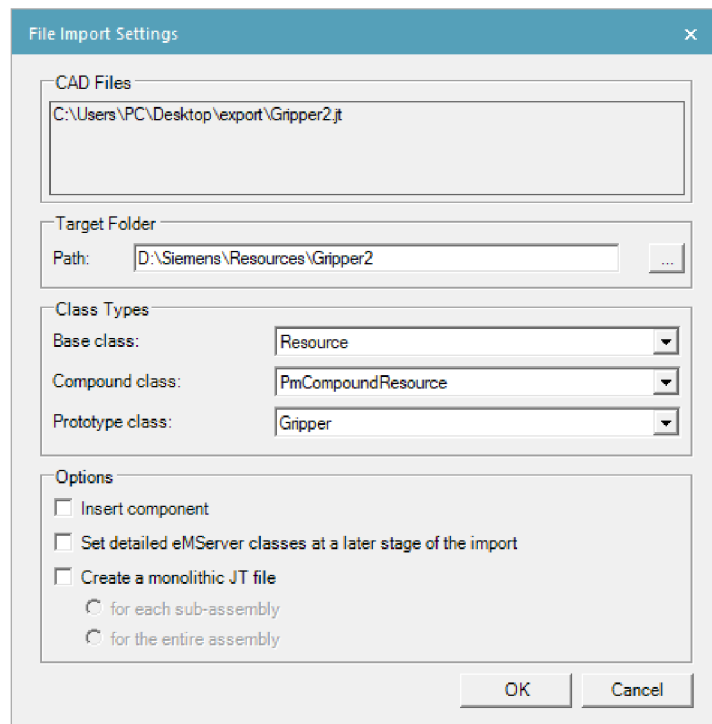 File Import Settings
CAD Files
C:\Users\PC\Desktop\export\Gripper2.jt
Target Folder
Path: D:\Siemens\Resources\Gripper2 ...
Class Types
Base class: Resource
Compound class: PmCompoundResource
Prototype class: Gripper
Options
Insert component
Set detailed eMServer classes at a later stage of the import
Create a monolithic JT file
for each sub-assembly
for the entire assembly
OK Cancel